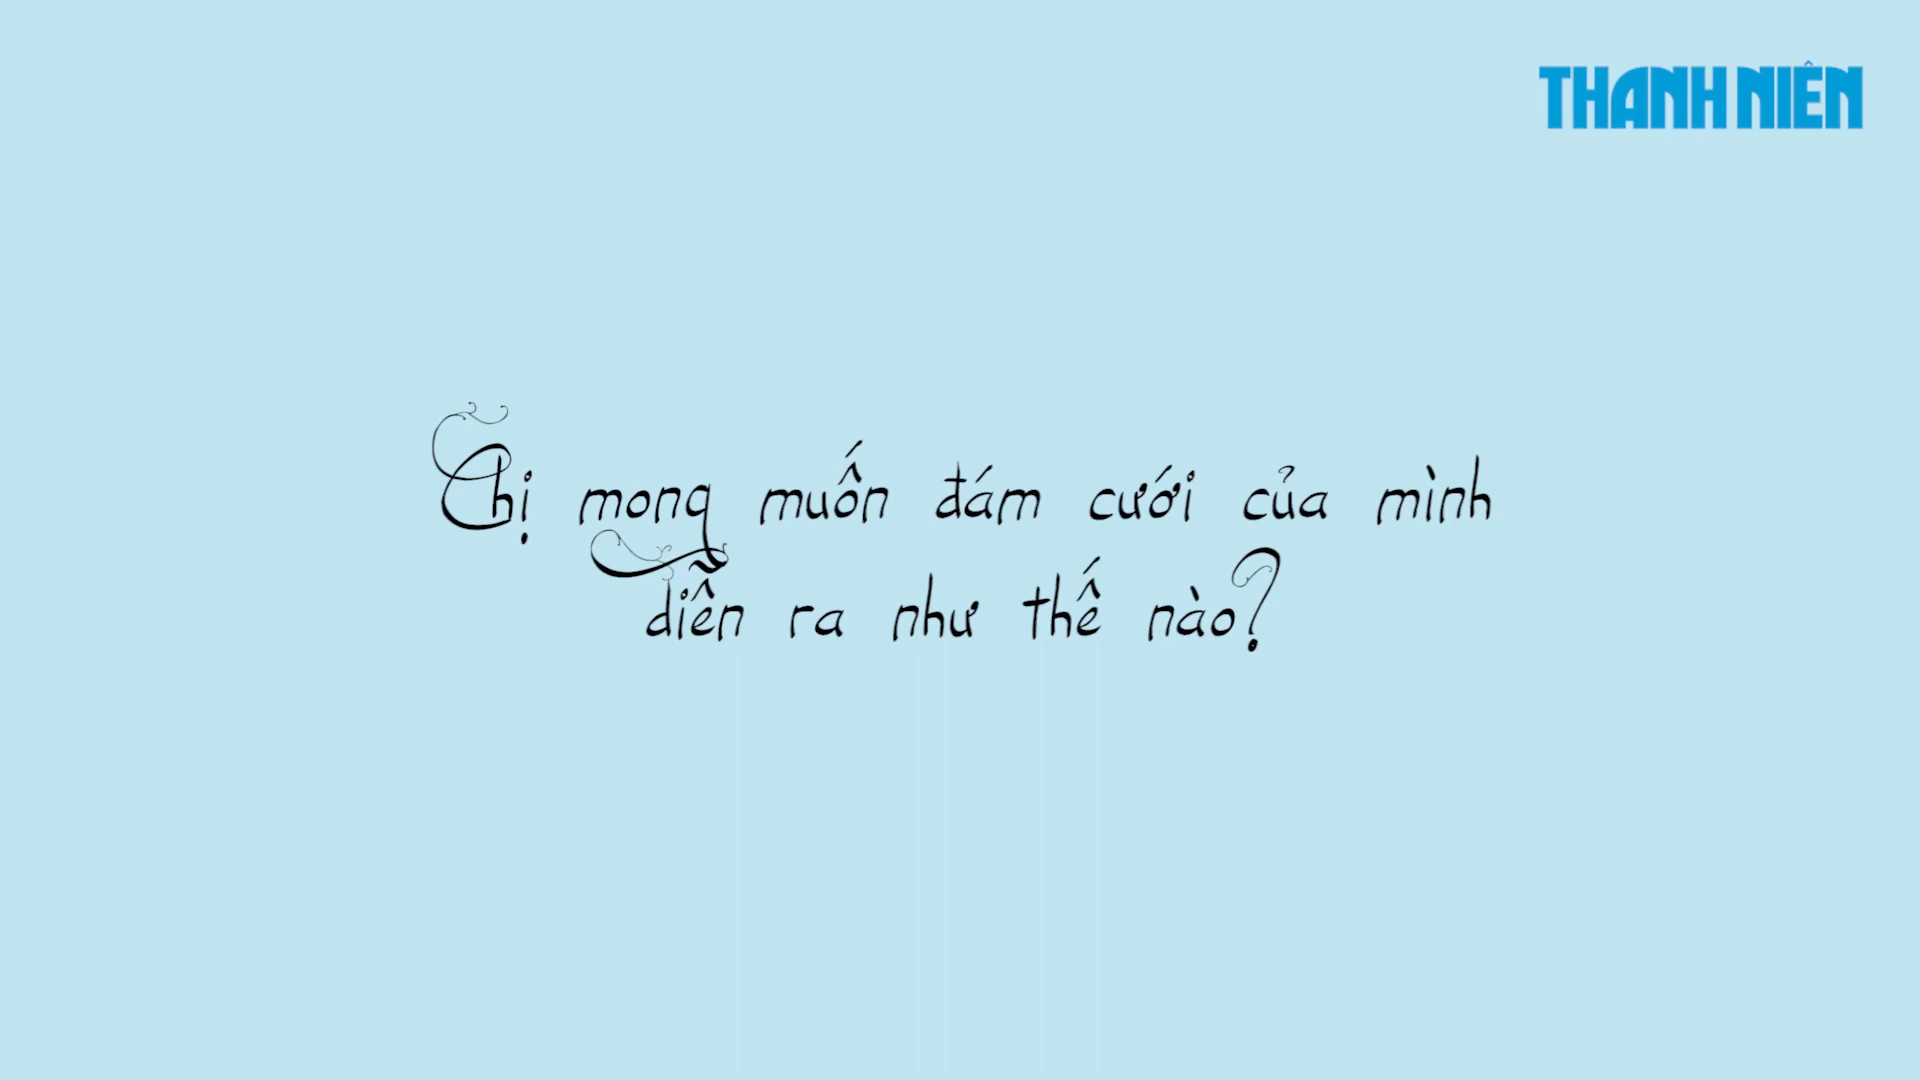 THANH NIÊN
Chị mong muốn đám cưới của mình
diễn ra như thế nào?